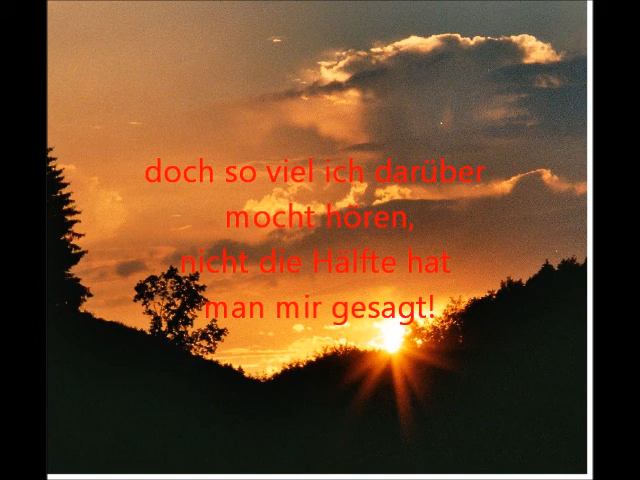 doch so viel ich darüber
mocht hören,
nicht die Hälfte hat
man mir gesagt!